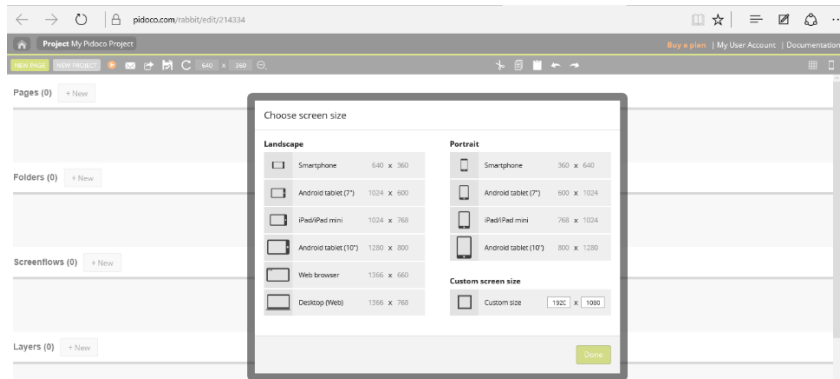 pidoco.com/rabbit/edit/214334
Project My Pidoco Project
Buy a plan | My User Account | Documentation
NEW PAGE NEW PROJECT 640 x 360
Pages (0) + New
Folders (0) + New
Screenflows (0) + New
Layers (0) + New
Choose screen size
Landscape
Smartphone 640 x 360
Android tablet (7") 1024 x 600
iPad/iPad mini 1024 x 768
Android tablet (10") 1280 x 800
Web browser 1366 x 660
Desktop (Web) 1366 x 768
Portrait
Smartphone 360 x 640
Android tablet (7") 600 x 1024
iPad/iPad mini 768 x 1024
Android tablet (10") 800 x 1280
Custom screen size
Custom size 1920 x 1080
Done